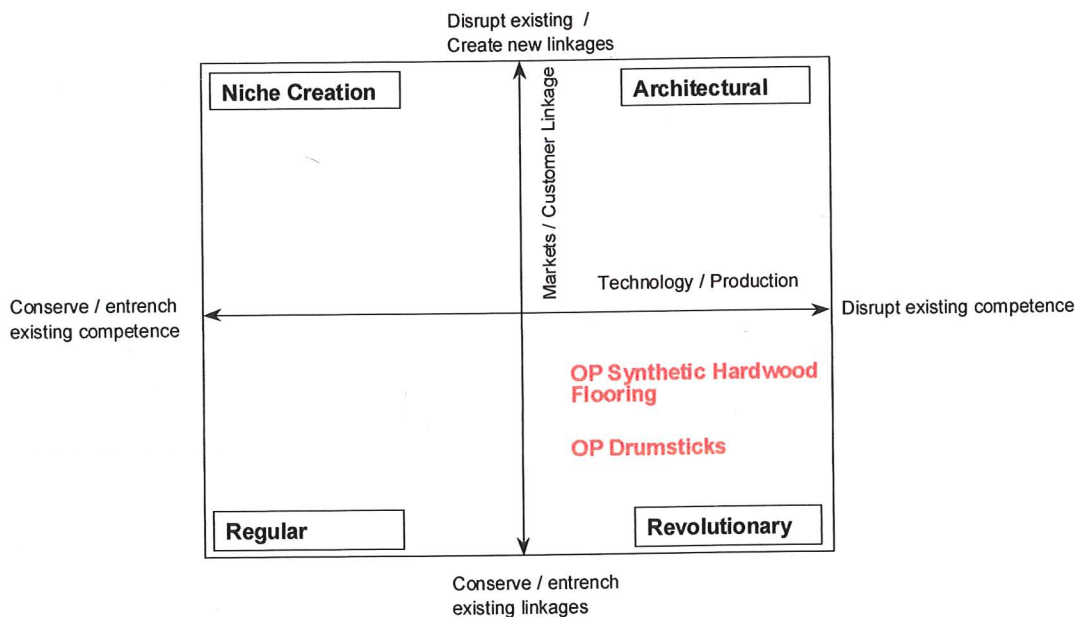 Disrupt existing /
Create new linkages
Niche Creation
Architectural
Markets / Customer Linkage
Technology / Production
Conserve / entrench
existing competence
Disrupt existing competence
OP Synthetic Hardwood
Flooring
OP Drumsticks
Regular
Revolutionary
Conserve / entrench
existing linkages